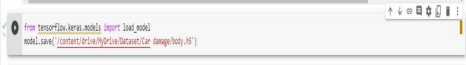 from tensorflow.keras.models import load_model
model.save('/content/drive/MyDrive/Dataset/Car damage/body.h5')